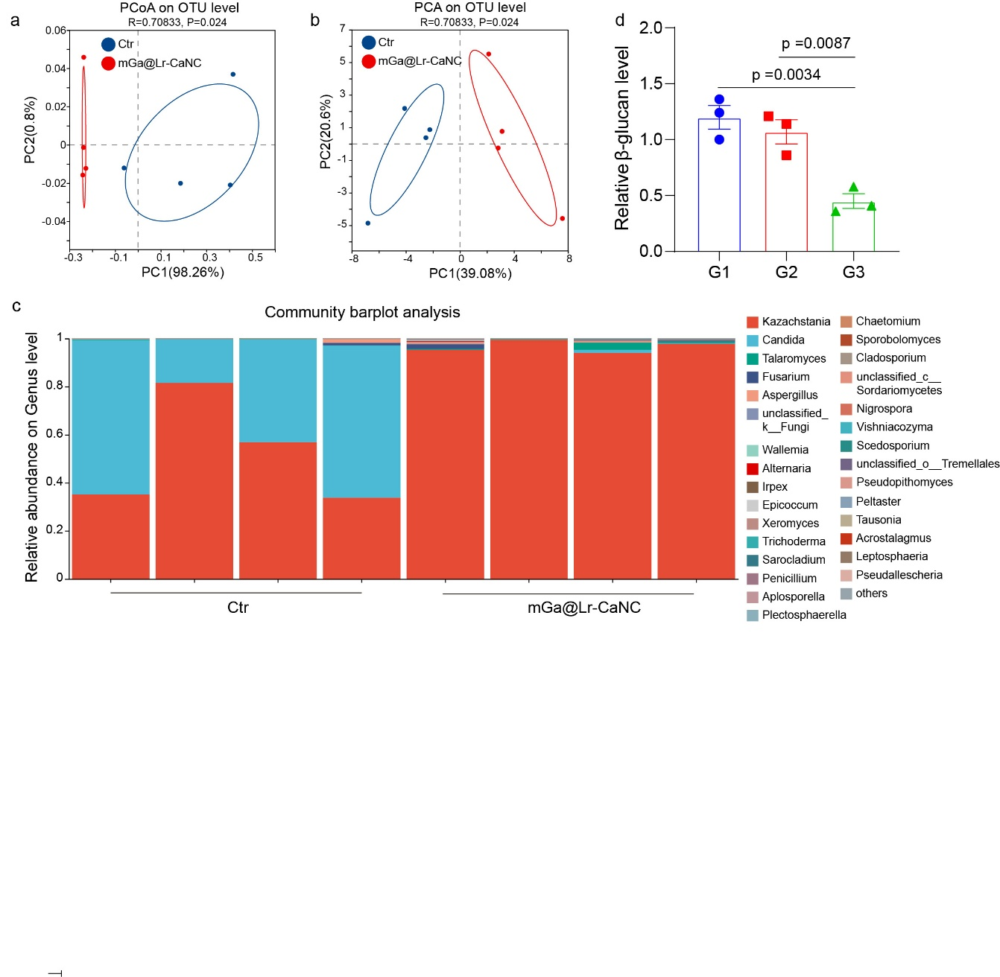 a
PCoA on OTU level
R=0.70833, P=0.024
Ctr
mGa@Lr-CaNC
0.06
0.04
0.02
0
-0.02
-0.04
PC2(0.8%)
-0.3 -0.1 0.1 0.3 0.5
PC1(98.26%)
b
PCA on OTU level
R=0.70833, P=0.024
Ctr
mGa@Lr-CaNC
7
5
3
1
-1
-3
-5
PC2(20.6%)
-8 -4 0 4 8
PC1(39.08%)
d
2.0
1.5
1.0
0.5
0.0
Relative β-glucan level
p =0.0087
p =0.0034
G1 G2 G3
c
Community barplot analysis
Relative abundance on Genus level
1
0.8
0.6
0.4
0.2
0
Ctr
mGa@Lr-CaNC
Kazachstania
Candida
Talaromyces
Fusarium
Aspergillus
unclassified_
k__Fungi
Wallemia
Alternaria
Irpex
Epicoccum
Xeromyces
Trichoderma
Sarocladium
Penicillium
Aplosporella
Plectosphaerella
Chaetomium
Sporobolomyces
Cladosporium
unclassified_c__
Sordariomycetes
Nigrospora
Vishniacozyma
Scedosporium
unclassified_o__Tremellales
Pseudopithomyces
Peltaster
Tausonia
Acrostalagmus
Leptosphaeria
Pseudallescheria
others